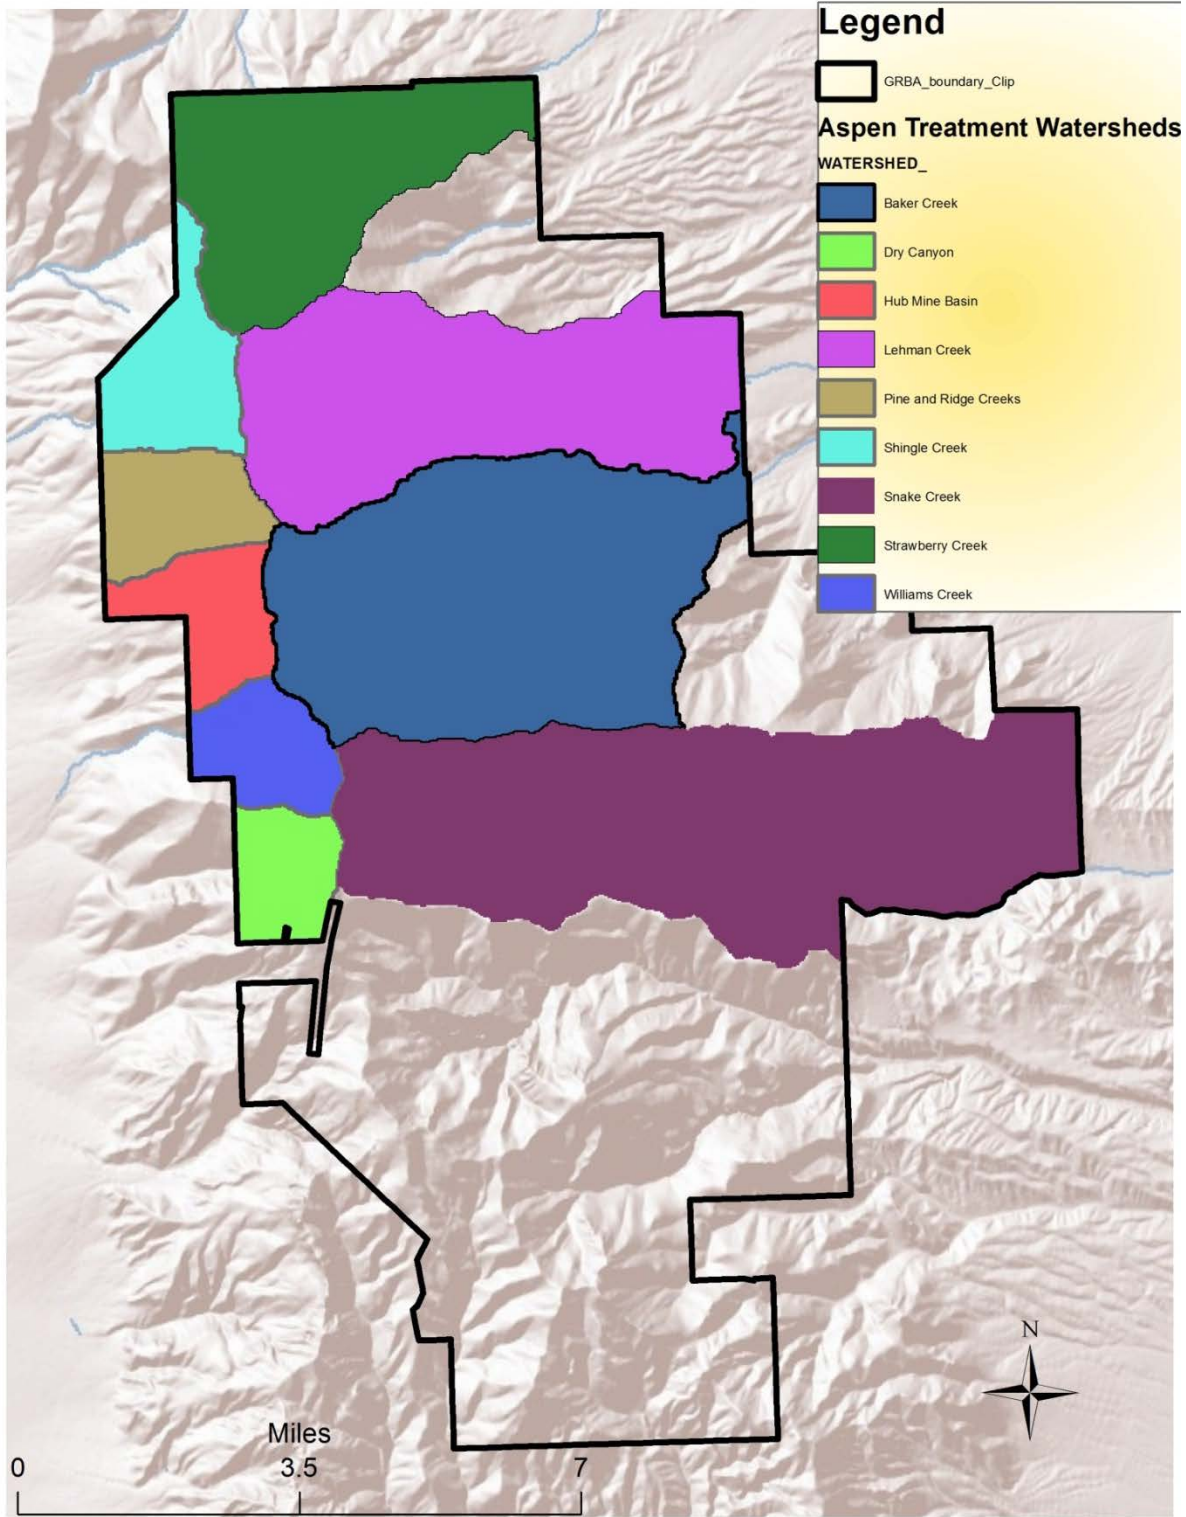 Legend
GRBA_boundary_Clip
Aspen Treatment Watersheds
WATERSHED_
Baker Creek
Dry Canyon
Hub Mine Basin
Lehman Creek
Pine and Ridge Creeks
Shingle Creek
Snake Creek
Strawberry Creek
Williams Creek
N
Miles
0 3.5 7